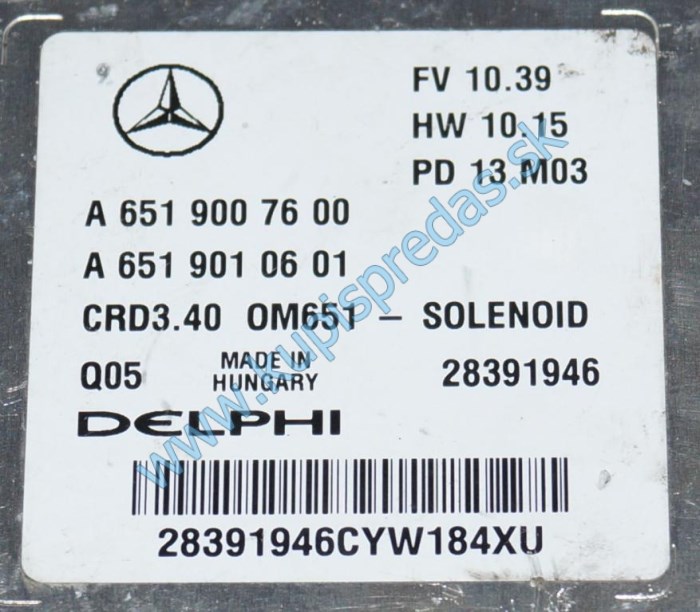 FV 10.39
HW 10.15
PD 13 M03
A 651 900 76 00
A 651 901 06 01
CRD3.40 OM651 – SOLENOID
Q05 MADE IN HUNGARY 28391946
DELPHI
28391946CYW184XU
www.kupispredas.sk